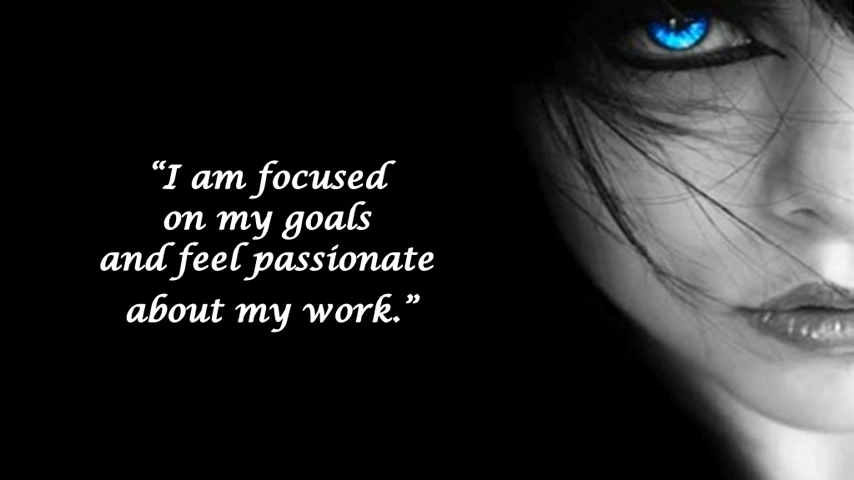 “I am focused
on my goals
and feel passionate
about my work.”